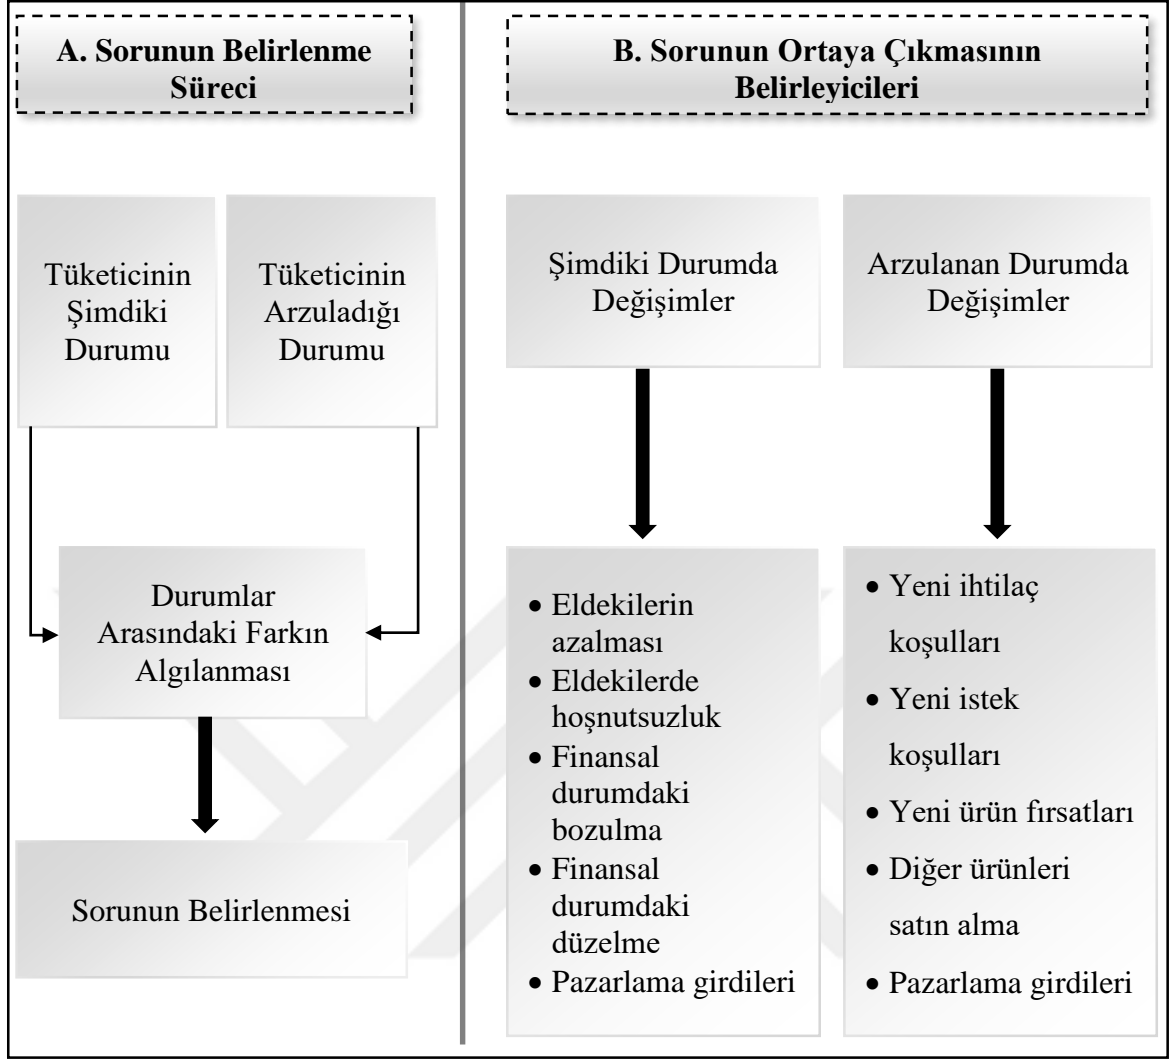 A. Sorunun Belirlenme
Süreci
B. Sorunun Ortaya Çıkmasının
Belirleyicileri
Tüketicinin
Şimdiki
Durumu
Tüketicinin
Arzuladığı
Durumu
Durumlar
Arasındaki Farkın
Algılanması
Sorunun Belirlenmesi
Şimdiki Durumda
Değişimler
Arzulanan Durumda
Değişimler
• Eldekilerin
azalması
• Eldekilerde
hoşnutsuzluk
• Finansal
durumdaki
bozulma
• Finansal
durumdaki
düzelme
• Pazarlama girdileri
• Yeni ihtilaç
koşulları
• Yeni istek
koşulları
• Yeni ürün fırsatları
• Diğer ürünleri
satın alma
• Pazarlama girdileri